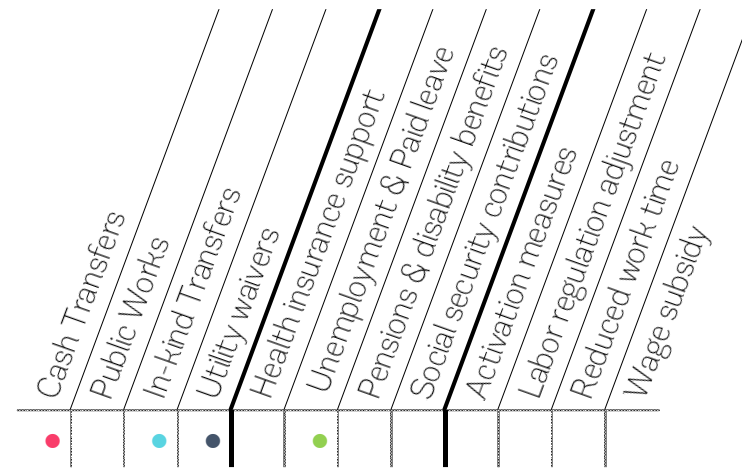 Cash Transfers
Public Works
In-kind Transfers
Utility waivers
Health insurance support
Unemployment & Paid leave
Pensions & disability benefits
Social security contributions
Activation measures
Labor regulation adjustment
Reduced work time
Wage subsidy